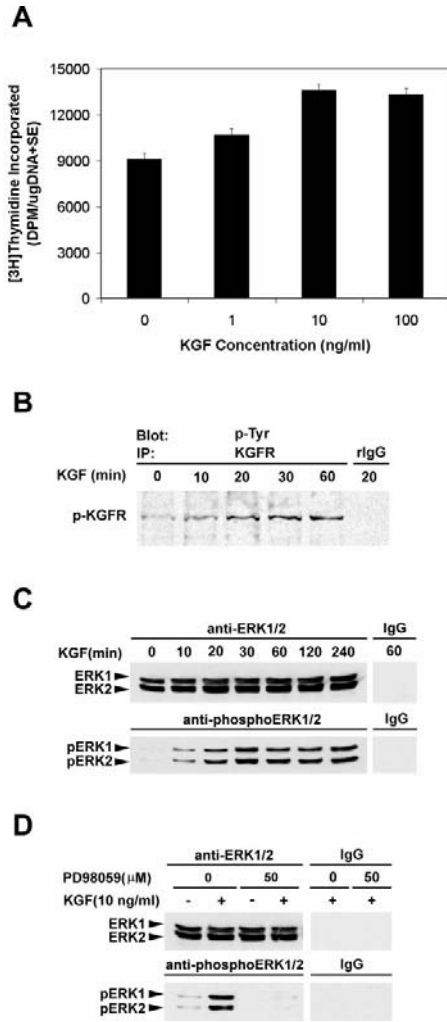 A
[3H]Thymidine Incorporated
(DPM/ugDNA+SE)
15000
12000
9000
6000
3000
0
0 1 10 100
KGF Concentration (ng/ml)
B
Blot: p-Tyr
IP: KGFR rIgG
KGF (min) 0 10 20 30 60 20
p-KGFR
C
anti-ERK1/2 IgG
KGF(min) 0 10 20 30 60 120 240 60
ERK1
ERK2
anti-phosphoERK1/2 IgG
pERK1
pERK2
D
anti-ERK1/2 IgG
PD98059(µM) 0 50 0 50
KGF(10 ng/ml) - + - + + +
ERK1
ERK2
anti-phosphoERK1/2 IgG
pERK1
pERK2